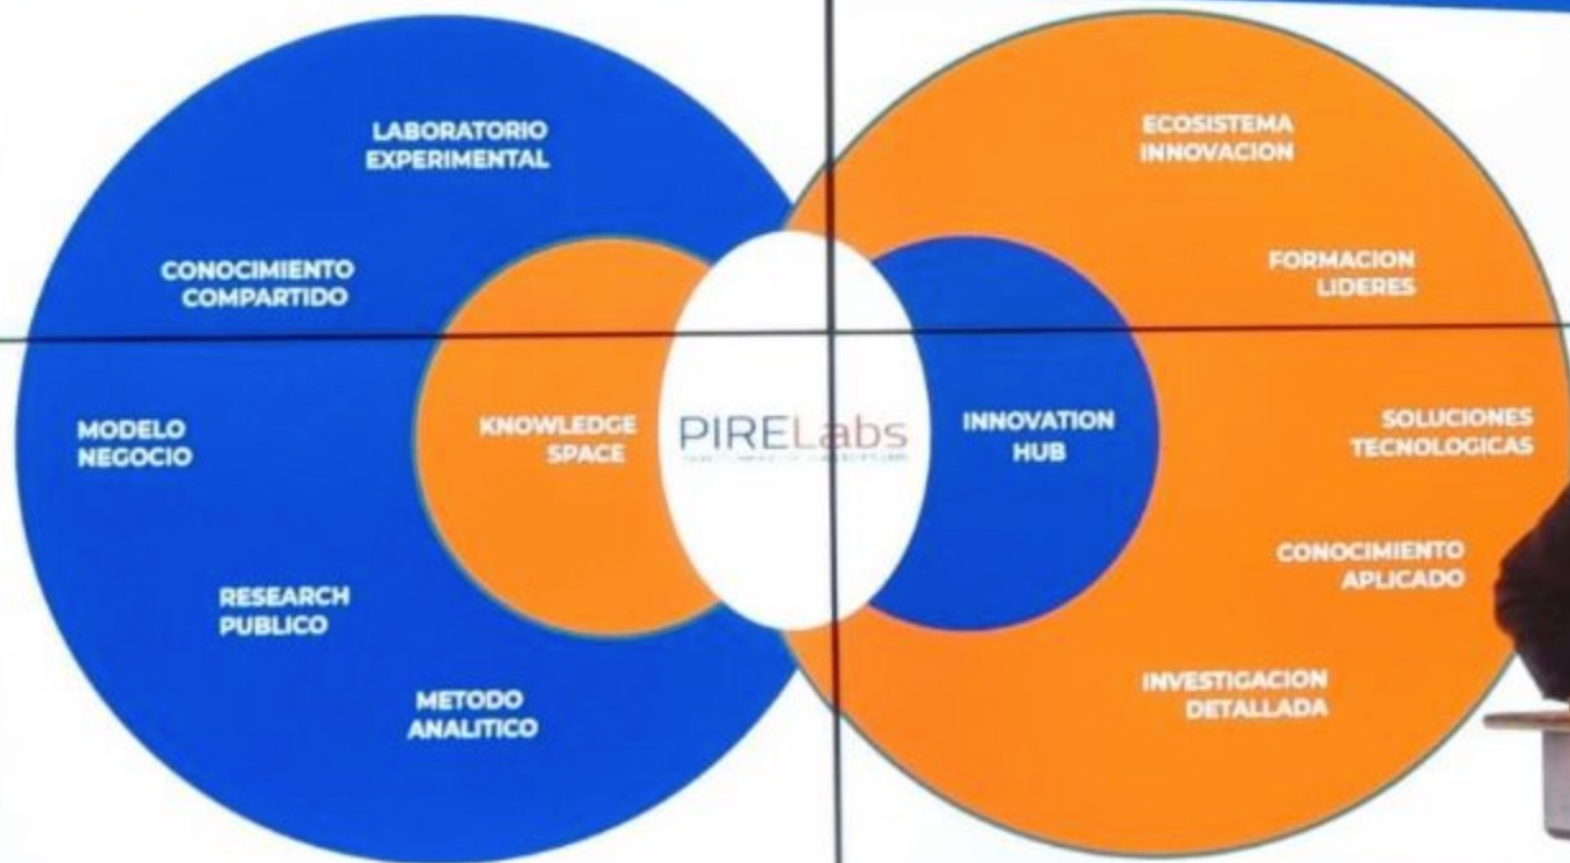 LABORATORIO
EXPERIMENTAL
CONOCIMIENTO
COMPARTIDO
MODELO
NEGOCIO
RESEARCH
PUBLICO
METODO
ANALITICO
KNOWLEDGE
SPACE
PIRELabs
INNOVATION
HUB
ECOSISTEMA
INNOVACION
FORMACION
LIDERES
SOLUCIONES
TECNOLOGICAS
CONOCIMIENTO
APLICADO
INVESTIGACION
DETALLADA